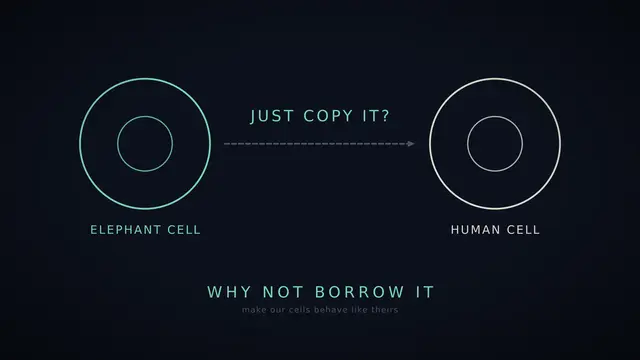 JUST COPY IT?
ELEPHANT CELL
HUMAN CELL
WHY NOT BORROW IT
make our cells behave like theirs